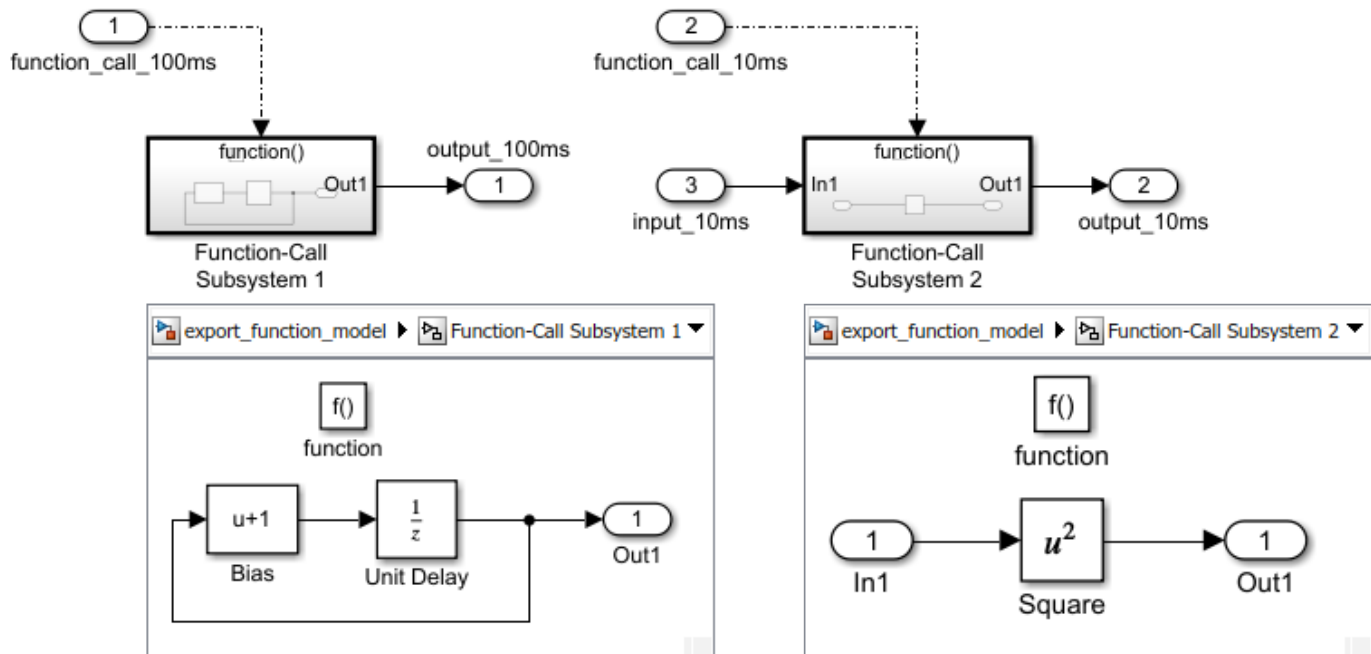 1
function_call_100ms
2
function_call_10ms
function()
Out1
output_100ms
1
Function-Call
Subsystem 1
3
input_10ms
function()
In1
Out1
2
output_10ms
Function-Call
Subsystem 2
export_function_model Function-Call Subsystem 1
f()
function
u+1
Bias
1
z
Unit Delay
1
Out1
export_function_model Function-Call Subsystem 2
f()
function
1
In1
u²
Square
1
Out1